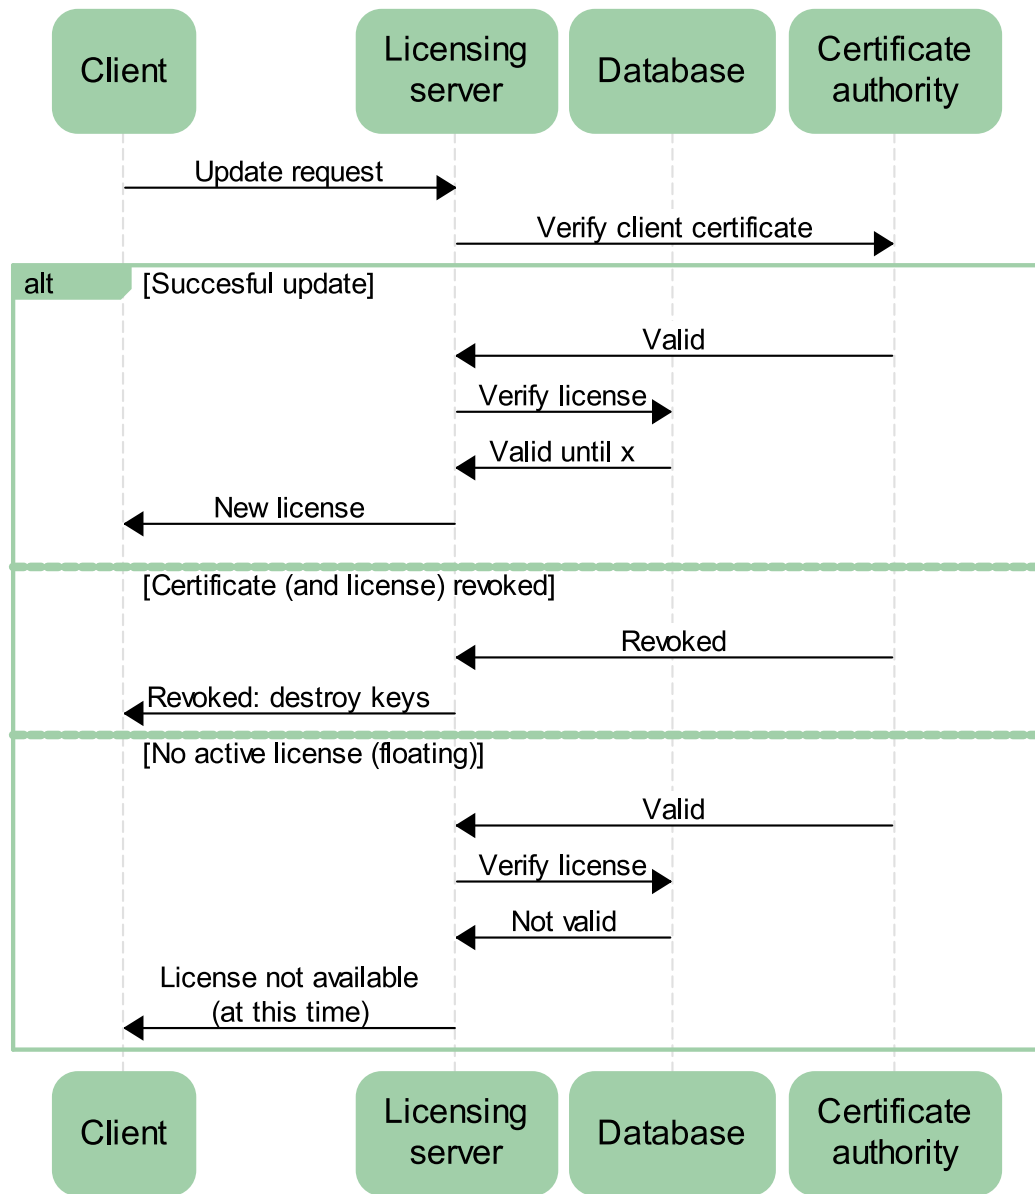 Client
Licensing
server
Database
Certificate
authority
Update request
Verify client certificate
alt
[Succesful update]
Valid
Verify license
Valid until x
New license
[Certificate (and license) revoked]
Revoked
Revoked: destroy keys
[No active license (floating)]
Valid
Verify license
Not valid
License not available
(at this time)
Client
Licensing
server
Database
Certificate
authority